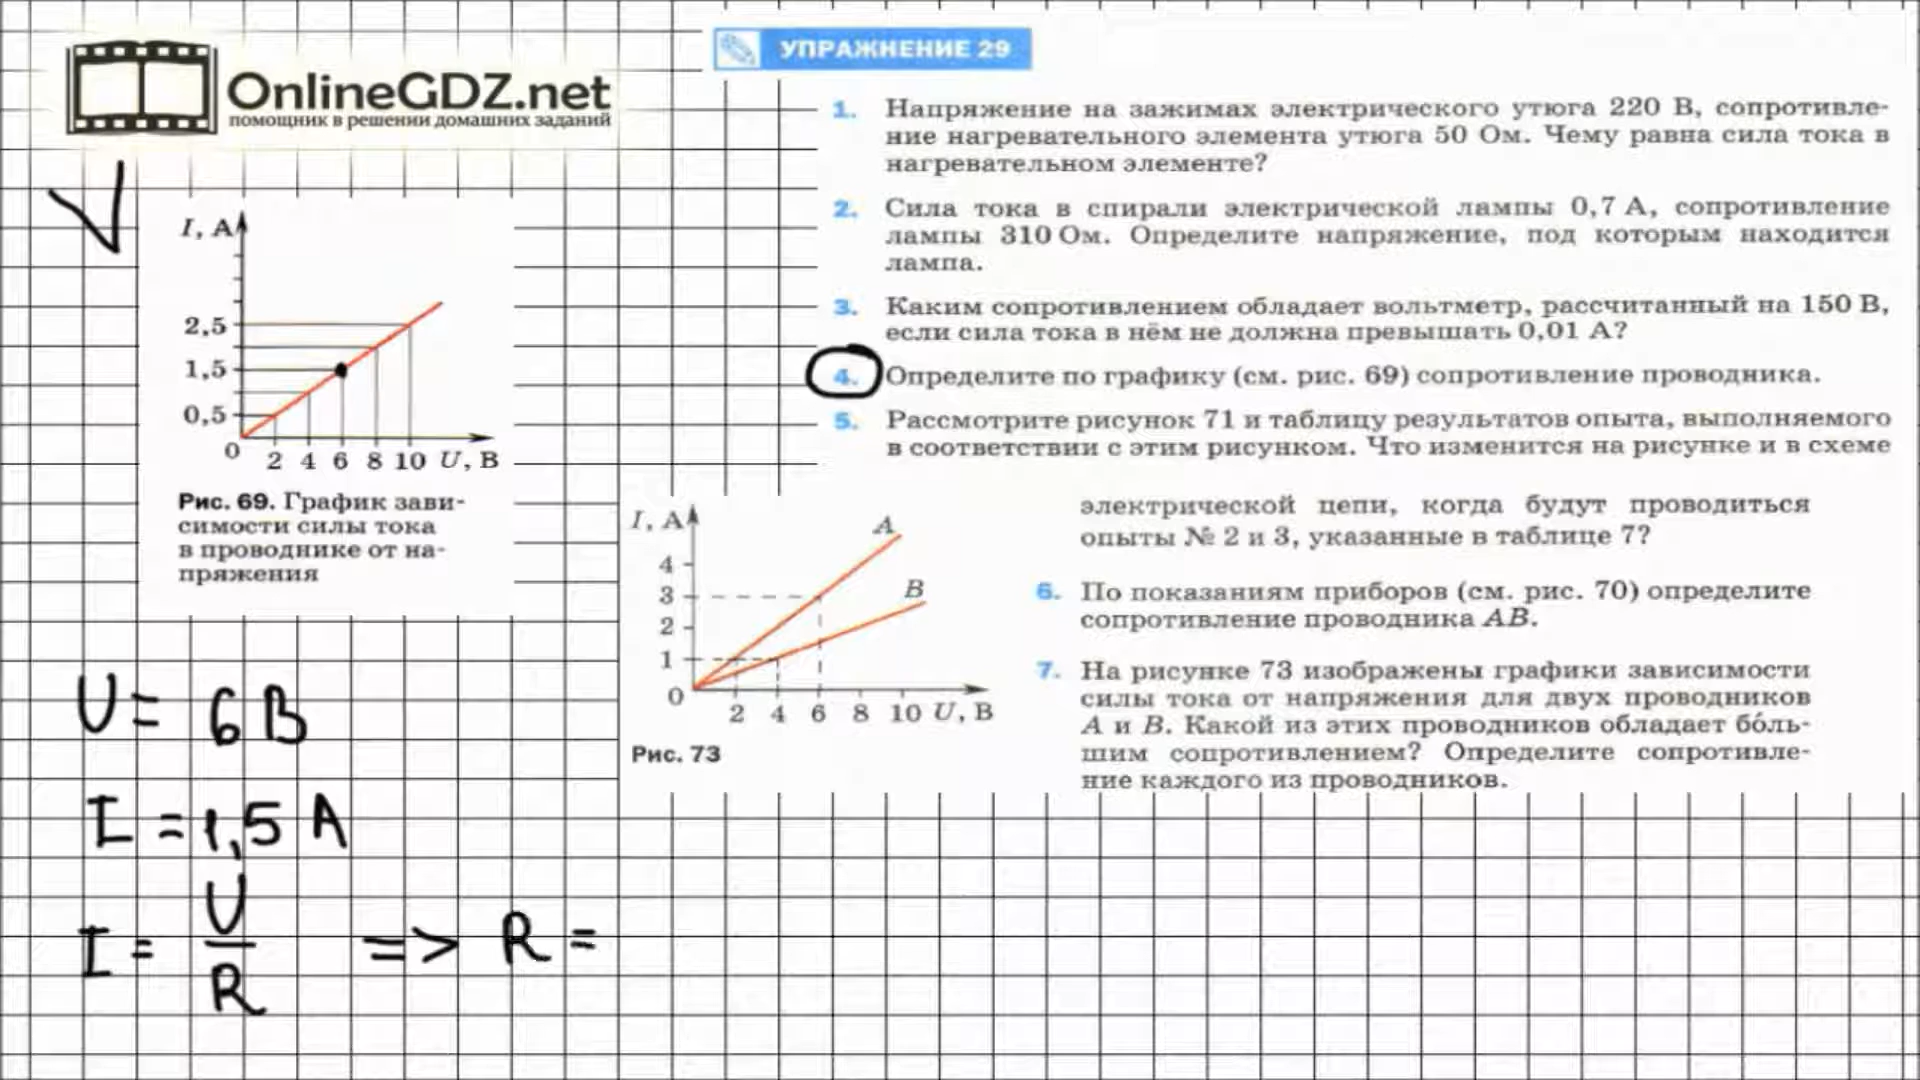 OnlineGDZ.net
помощник в решении домашних заданий
УПРАЖНЕНИЕ 29
1. Напряжение на зажимах электрического утюга 220 В, сопротивле-
ние нагревательного элемента утюга 50 Ом. Чему равна сила тока в
нагревательном элементе?
2. Сила тока в спирали электрической лампы 0,7 А, сопротивление
лампы 310 Ом. Определите напряжение, под которым находится
лампа.
3. Каким сопротивлением обладает вольтметр, рассчитанный на 150 В,
если сила тока в нём не должна превышать 0,01 А?
4. Определите по графику (см. рис. 69) сопротивление проводника.
5. Рассмотрите рисунок 71 и таблицу результатов опыта, выполняемого
в соответствии с этим рисунком. Что изменится на рисунке и в схеме
электрической цепи, когда будут проводиться
опыты № 2 и 3, указанные в таблице 7?
6. По показаниям приборов (см. рис. 70) определите
сопротивление проводника АВ.
7. На рисунке 73 изображены графики зависимости
силы тока от напряжения для двух проводников
А и В. Какой из этих проводников обладает бо́ль-
шим сопротивлением? Определите сопротивле-
ние каждого из проводников.
I, А
2,5
1,5
0,5
0
2 4 6 8 10 U, В
Рис. 69. График зави-
симости силы тока
в проводнике от на-
пряжения
I, А
A
B
4
3
2
1
0
2 4 6 8 10 U, В
Рис. 73
U = 6 В
I = 1,5 А
I = U/R => R =